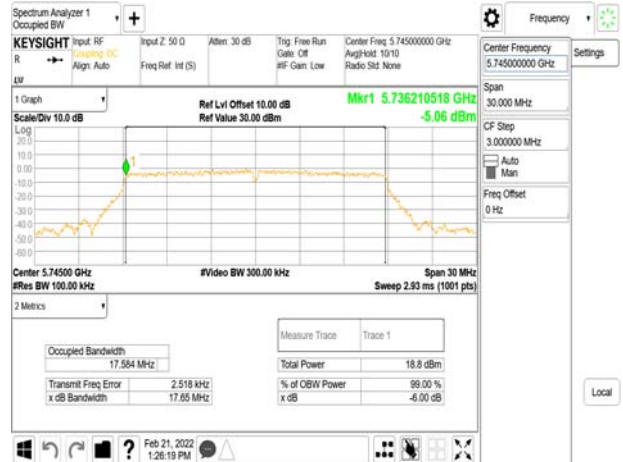 Spectrum Analyzer 1
Occupied BW
KEYSIGHT
R
Input: RF
Coupling: DC
Align: Auto
Input Z: 50 Ω
Freq Ref: Int (S)
Atten: 30 dB
Trig: Free Run
Gate: Off
#IF Gain: Low
Center Freq: 5.745000000 GHz
Avg|Hold: 10/10
Radio Std: None
1 Graph
Scale/Div 10.0 dB
Ref Lvl Offset 10.00 dB
Ref Value 30.00 dBm
Mkr1 5.736210518 GHz
-5.06 dBm
Log
20.0
10.0
0.00
-10.0
-20.0
-30.0
-40.0
-50.0
-60.0
1
Center 5.74500 GHz
#Res BW 100.00 kHz
#Video BW 300.00 kHz
Span 30 MHz
Sweep 2.93 ms (1001 pts)
2 Metrics
Measure Trace Trace 1
Occupied Bandwidth
17.584 MHz
Total Power 18.8 dBm
Transmit Freq Error 2.518 kHz
% of OBW Power 99.00 %
x dB Bandwidth 17.65 MHz
x dB -6.00 dB
?
Feb 21, 2022
1:26:19 PM
Frequency
Center Frequency
5.745000000 GHz
Settings
Span
30.000 MHz
CF Step
3.000000 MHz
Auto
Man
Freq Offset
0 Hz
Local